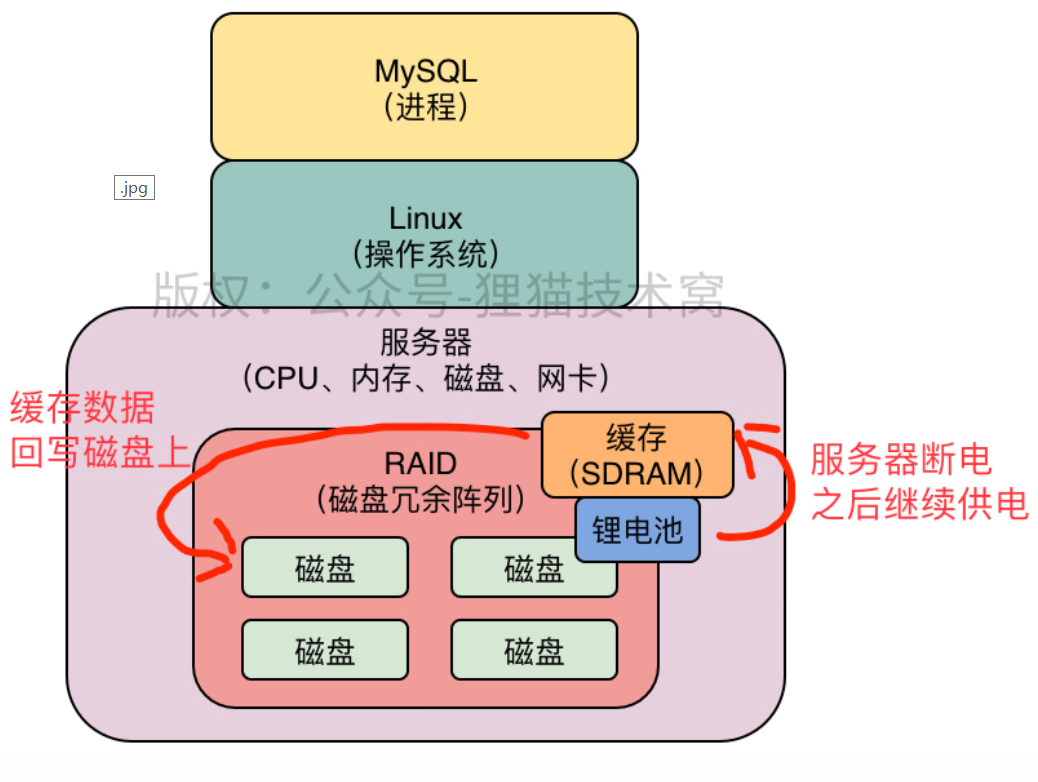 MySQL
（进程）
.jpg
Linux
（操作系统）
版权：公众号-狸猫技术窝
服务器
（CPU、内存、磁盘、网卡）
缓存数据
回写磁盘上
缓存
（SDRAM）
RAID
（磁盘冗余阵列）
服务器断电
之后继续供电
锂电池
磁盘
磁盘
磁盘
磁盘